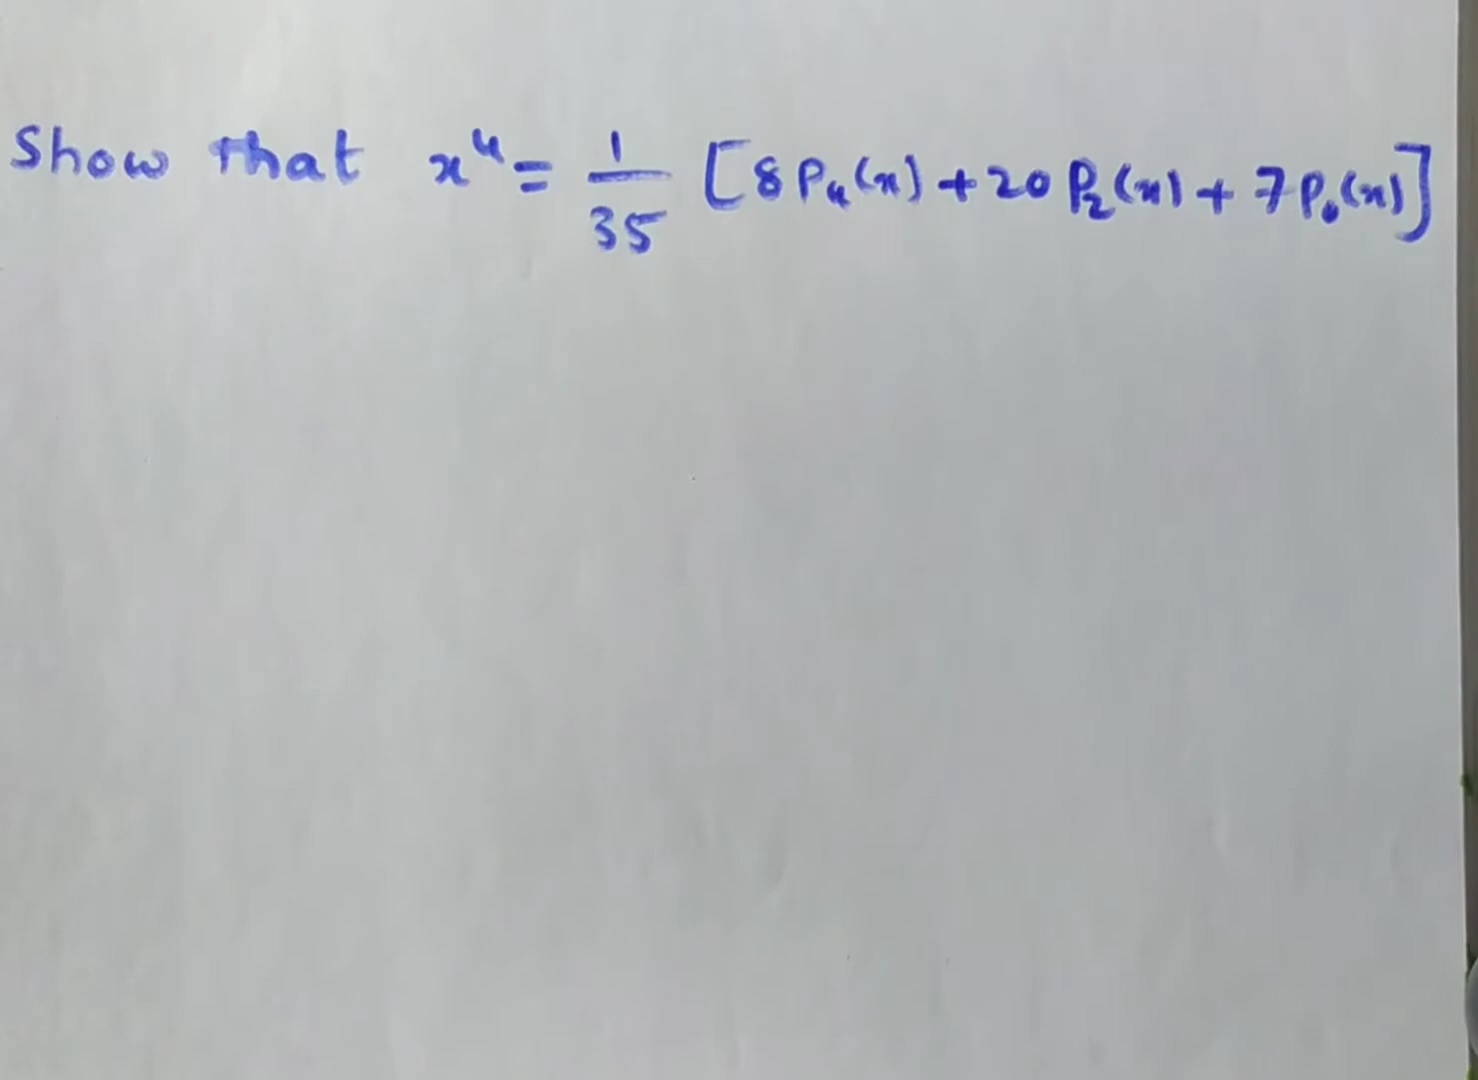 Show that x⁴ = 1/35 [8P₄(x) + 20P₂(x) + 7P₀(x)]